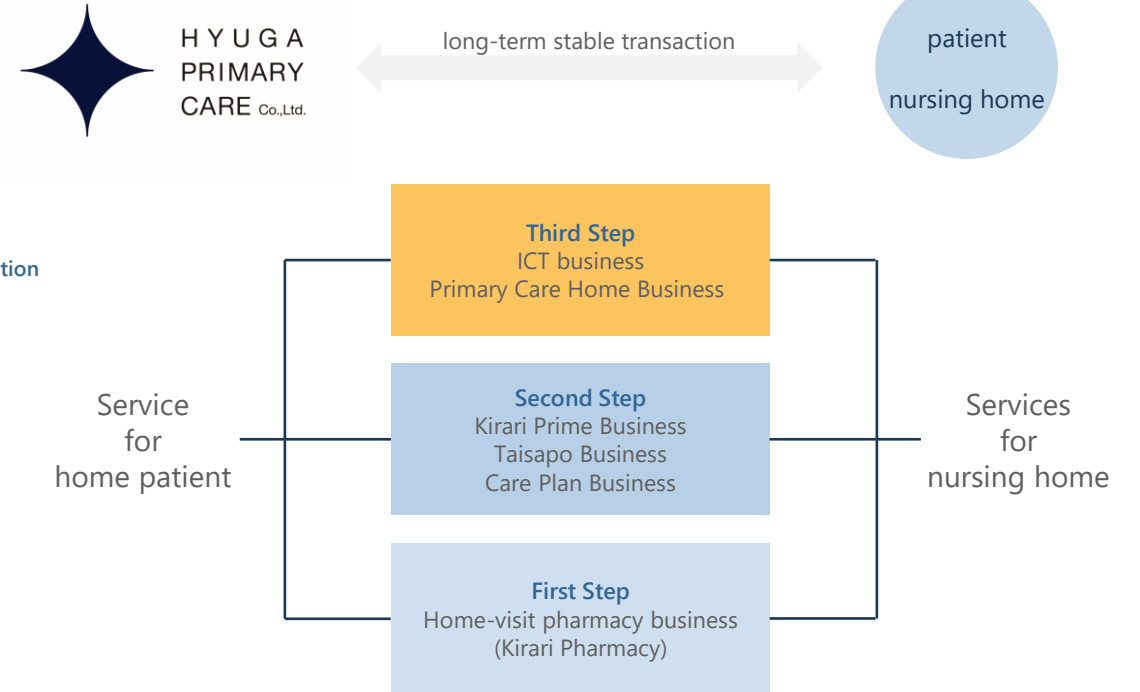 HYUGA
PRIMARY
CARE Co.,Ltd.
long-term stable transaction
patient
nursing home
Third Step
ICT business
Primary Care Home Business
tion
Second Step
Kirari Prime Business
Taisapo Business
Care Plan Business
Service
for
home patient
Services
for
nursing home
First Step
Home-visit pharmacy business
(Kirari Pharmacy)